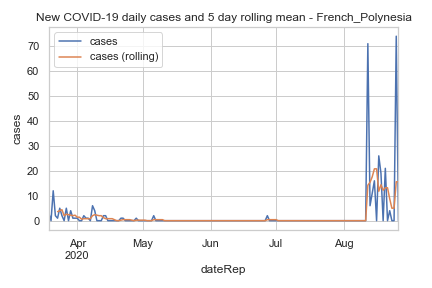 New COVID-19 daily cases and 5 day rolling mean - French_Polynesia
cases
cases (rolling)
cases
70
60
50
40
30
20
10
0
Apr May Jun Jul Aug
2020
dateRep